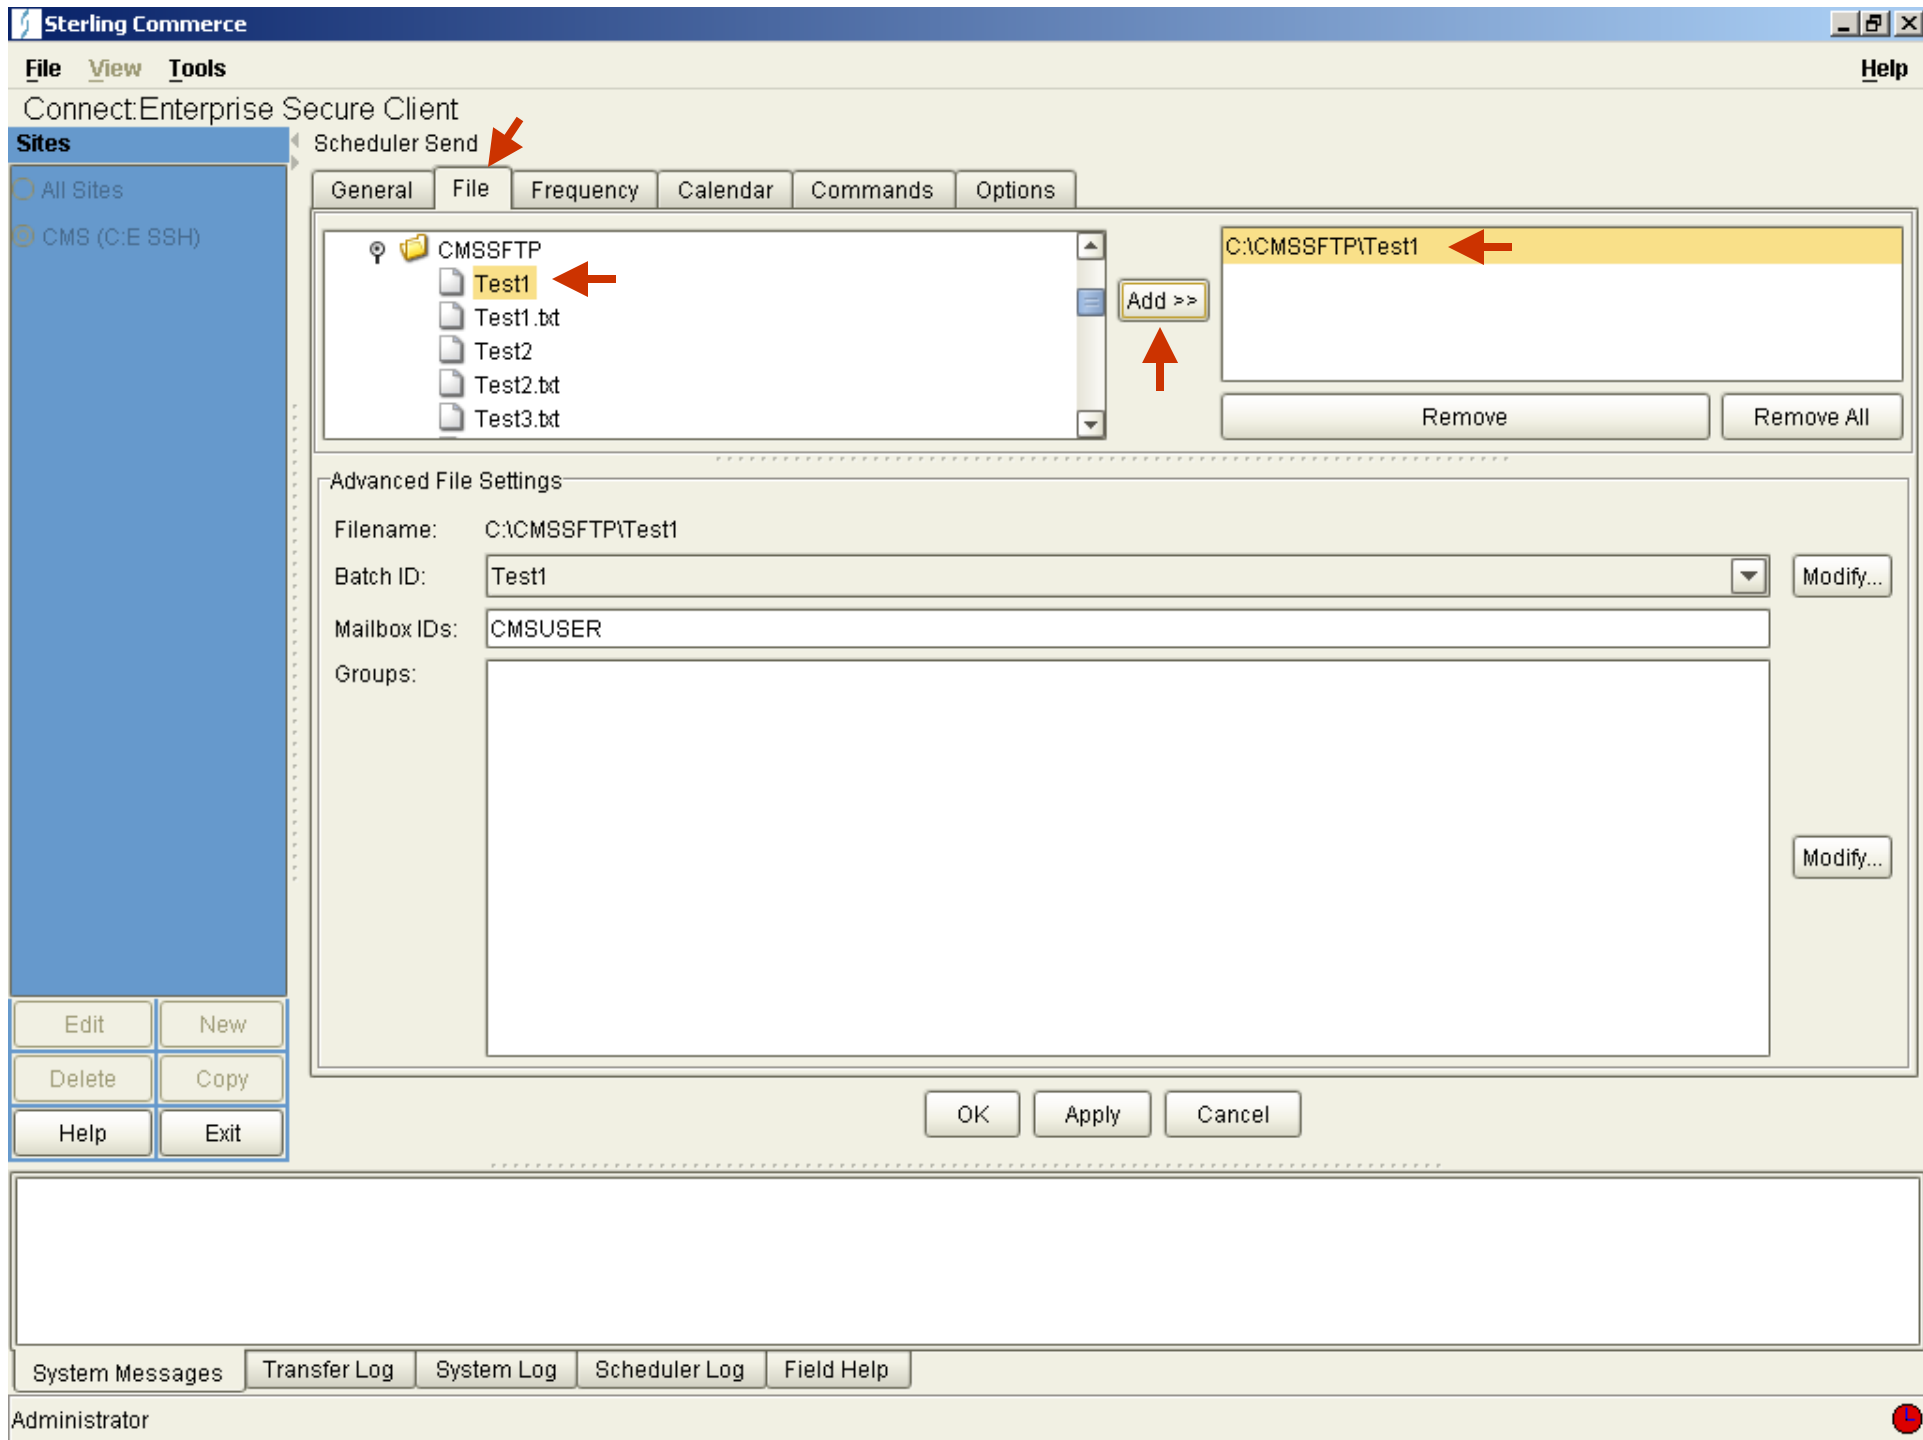 Sterling Commerce
File View Tools Help
Connect:Enterprise Secure Client
Sites
All Sites
CMS (C:E SSH)
Scheduler Send
General File Frequency Calendar Commands Options
CMSSFTP
Test1
Test1.txt
Test2
Test2.txt
Test3.txt
Add >>
C:\CMSSFTP\Test1
Remove Remove All
Advanced File Settings
Filename: C:\CMSSFTP\Test1
Batch ID: Test1 Modify...
Mailbox IDs: CMSUSER
Groups:
Modify...
Edit New
Delete Copy
Help Exit
OK Apply Cancel
System Messages Transfer Log System Log Scheduler Log Field Help
Administrator